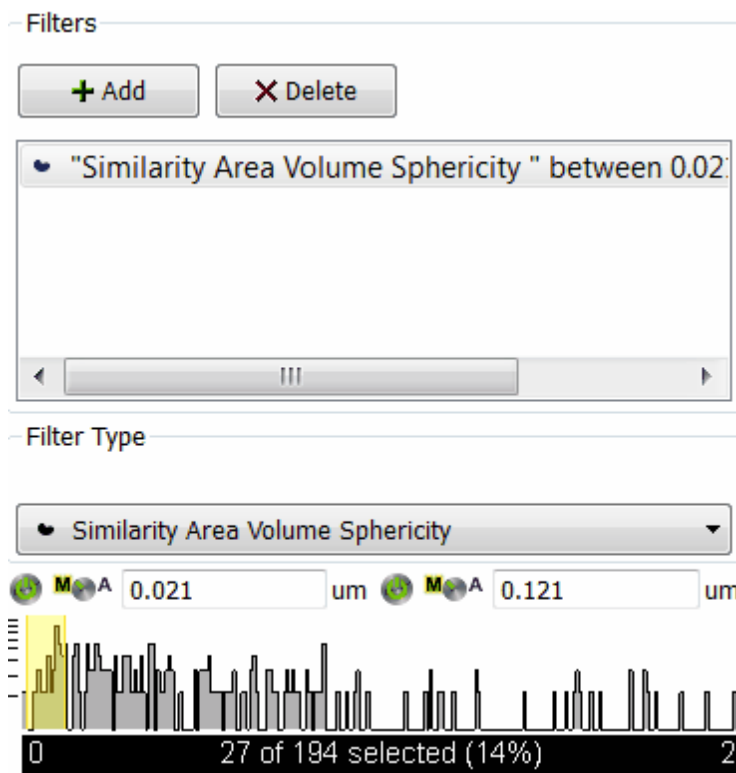 Filters
Add Delete
"Similarity Area Volume Sphericity " between 0.02
Filter Type
Similarity Area Volume Sphericity
M A 0.021 um M A 0.121 um
0 27 of 194 selected (14%) 2